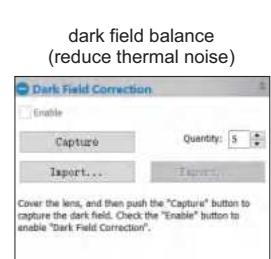 dark field balance
(reduce thermal noise)
Dark Field Correction
Enable
Capture
Quantity: 5
Import...
Export...
Cover the lens, and then push the "Capture" button to
capture the dark field. Check the "Enable" button to
enable "Dark Field Correction".